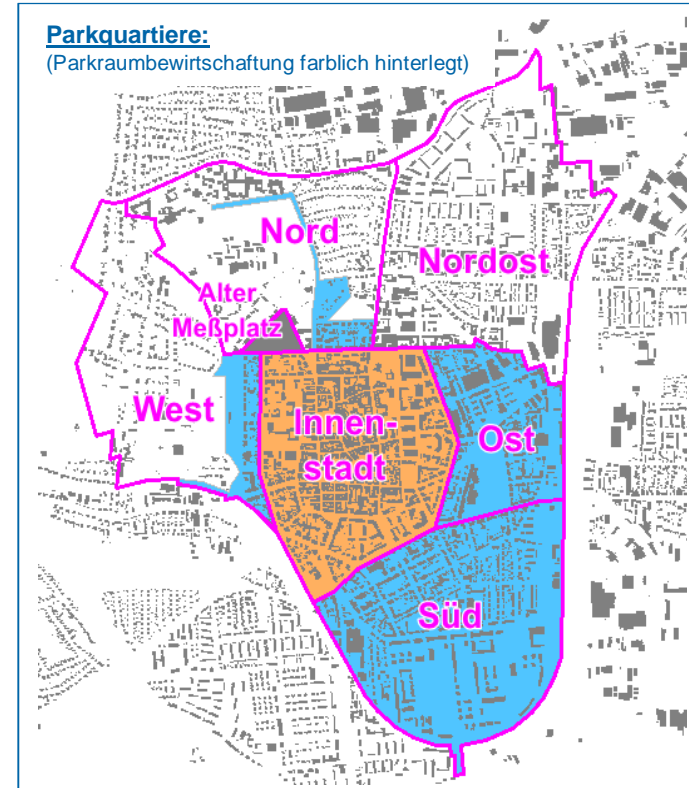 Parkquartiere:
(Parkraumbewirtschaftung farblich hinterlegt)
Nord
Nordost
Alter
Meßplatz
West
Innen-
stadt
Ost
Süd